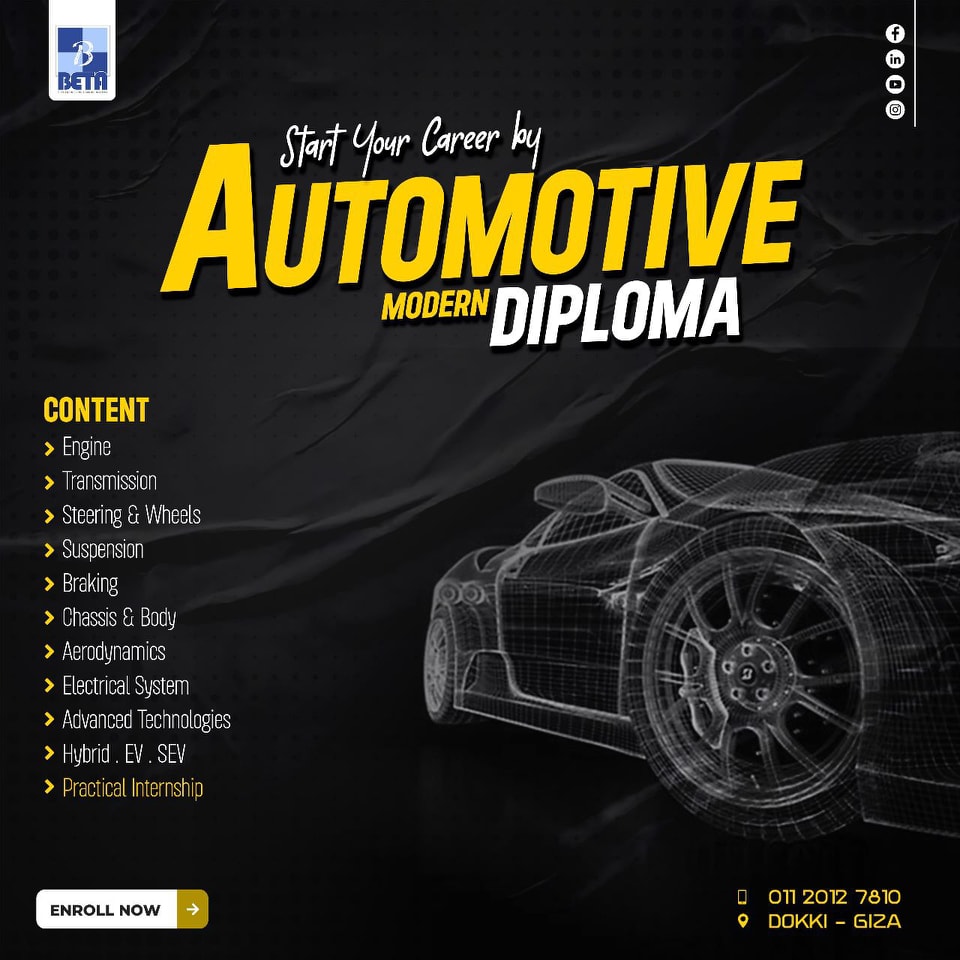 B
BETA
Start Your Career by
AUTOMOTIVE
MODERN DIPLOMA
CONTENT
Engine
Transmission
Steering & Wheels
Suspension
Braking
Chassis & Body
Aerodynamics
Electrical System
Advanced Technologies
Hybrid . EV . SEV
Practical Internship
ENROLL NOW
011 2012 7810
DOKKI - GIZA